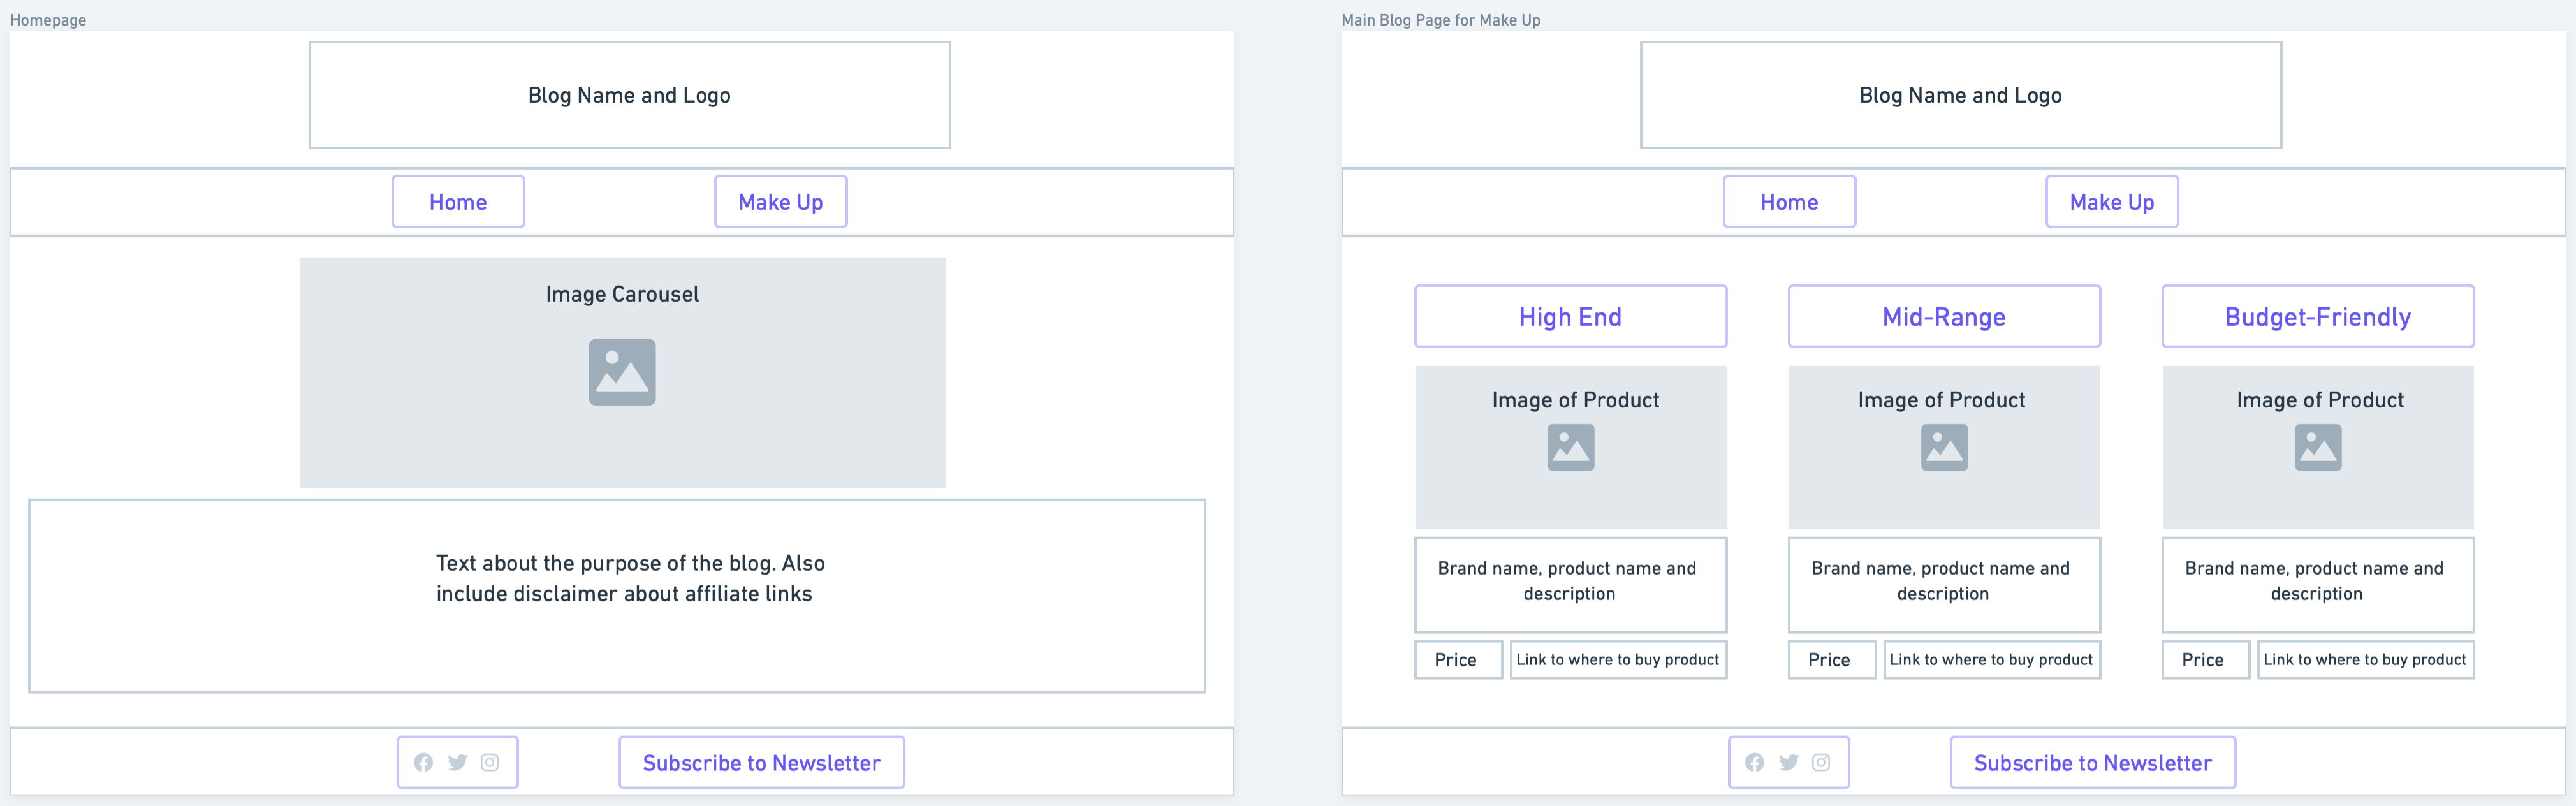 Homepage
Blog Name and Logo
Home
Make Up
Image Carousel
Text about the purpose of the blog. Also
include disclaimer about affiliate links
Subscribe to Newsletter
Main Blog Page for Make Up
Blog Name and Logo
Home
Make Up
High End
Mid-Range
Budget-Friendly
Image of Product
Image of Product
Image of Product
Brand name, product name and
description
Brand name, product name and
description
Brand name, product name and
description
Price
Link to where to buy product
Price
Link to where to buy product
Price
Link to where to buy product
Subscribe to Newsletter